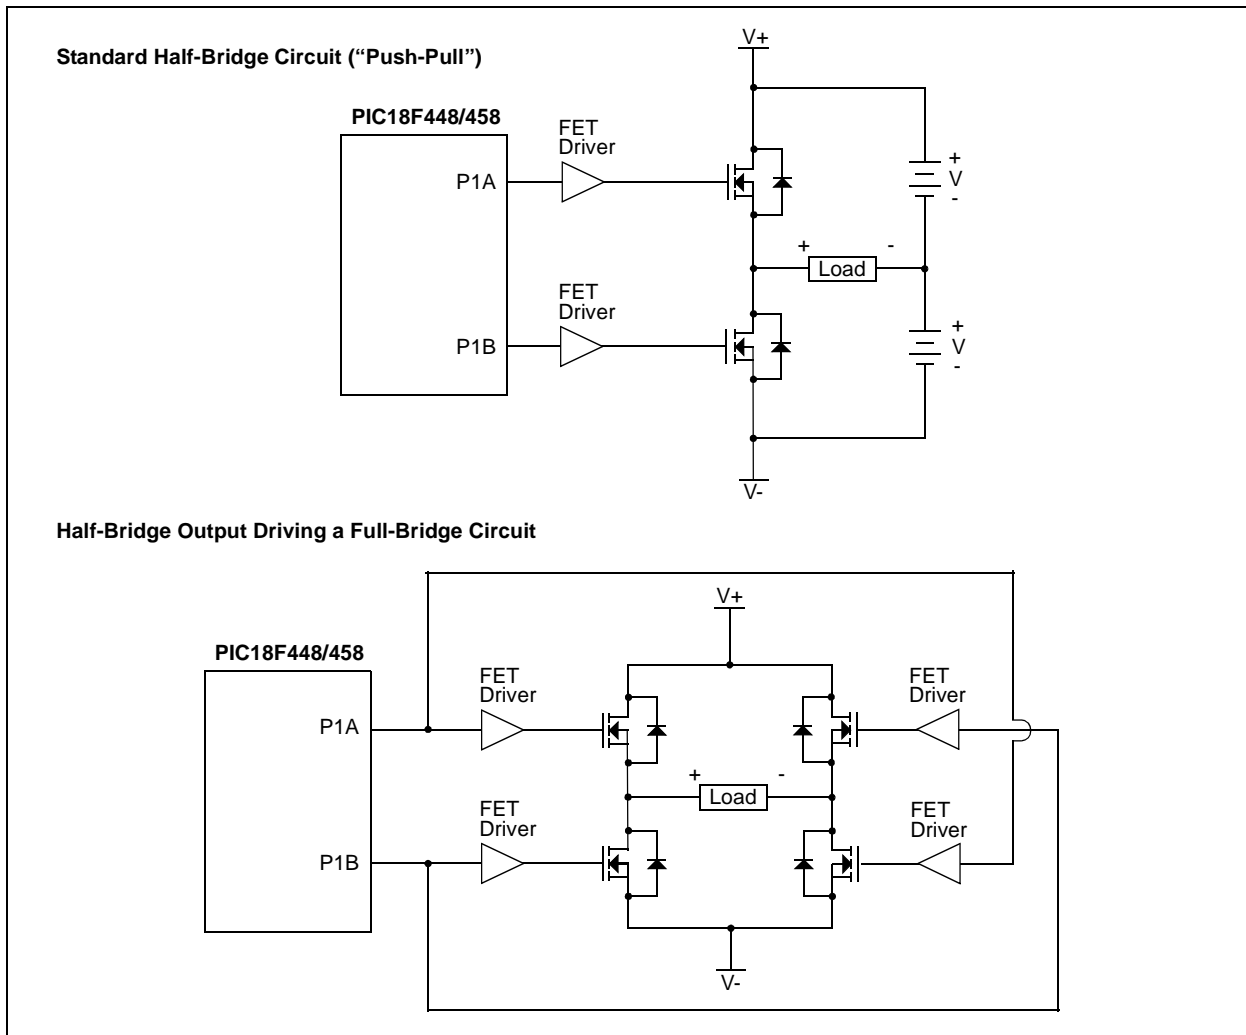 Standard Half-Bridge Circuit (“Push-Pull”)
V+
PIC18F448/458
FET
Driver
P1A
+
V
-
+
-
Load
FET
Driver
P1B
+
V
-
V-
Half-Bridge Output Driving a Full-Bridge Circuit
V+
PIC18F448/458
FET
Driver
FET
Driver
P1A
+
-
Load
FET
Driver
FET
Driver
P1B
V-